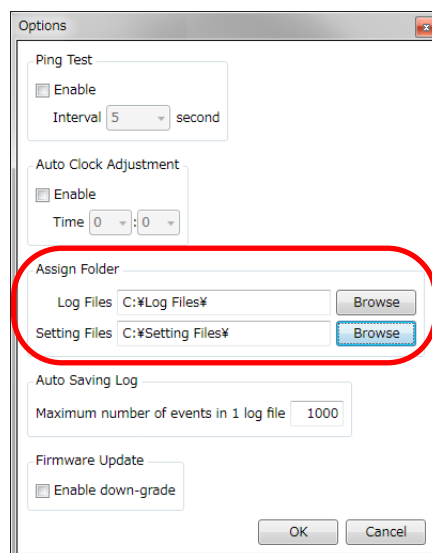 Options
Ping Test
Enable
Interval 5 second
Auto Clock Adjustment
Enable
Time 0 : 0
Assign Folder
Log Files C:¥Log Files¥ Browse
Setting Files C:¥Setting Files¥ Browse
Auto Saving Log
Maximum number of events in 1 log file 1000
Firmware Update
Enable down-grade
OK Cancel